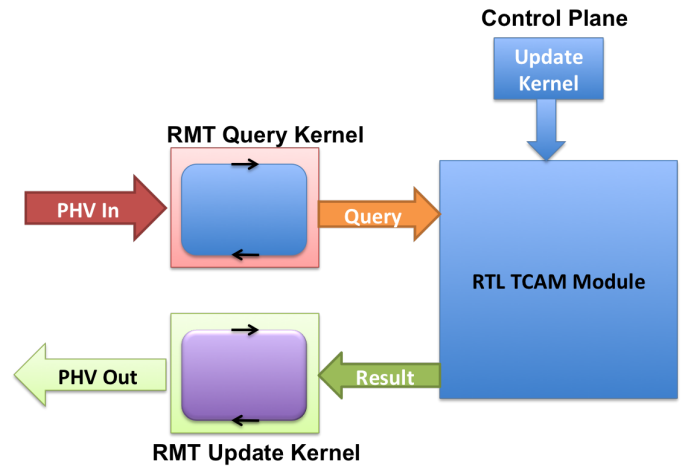 Control Plane
Update
Kernel
RMT Query Kernel
PHV In
Query
RTL TCAM Module
PHV Out
Result
RMT Update Kernel